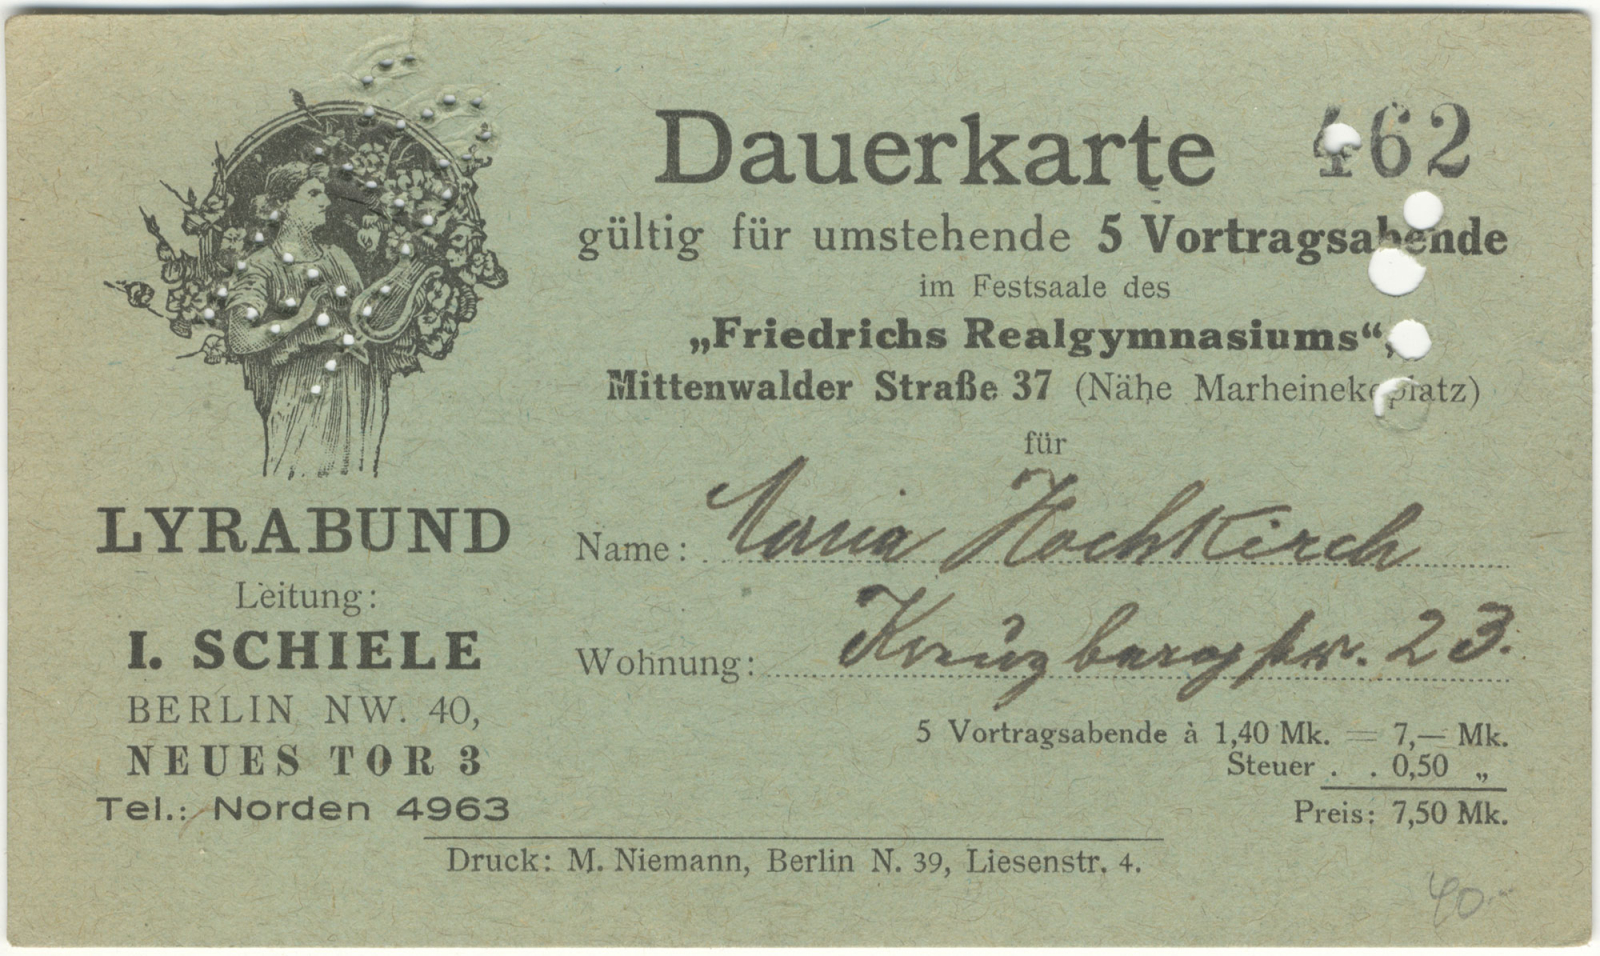 Dauerkarte 462
gültig für umstehende 5 Vortragsabende
im Festsaale des
„Friedrichs Realgymnasiums“,
Mittenwalder Straße 37 (Nähe Marheinekeplatz)
für
Name: Maria Hochkirch
Wohnung: Kreuzbergstr. 23.
5 Vortragsabende à 1,40 Mk. = 7,— Mk.
Steuer . . 0,50 „
Preis: 7,50 Mk.
LYRABUND
Leitung:
I. SCHIELE
BERLIN NW. 40,
NEUES TOR 3
Tel.: Norden 4963
Druck: M. Niemann, Berlin N. 39, Liesenstr. 4.
40.-